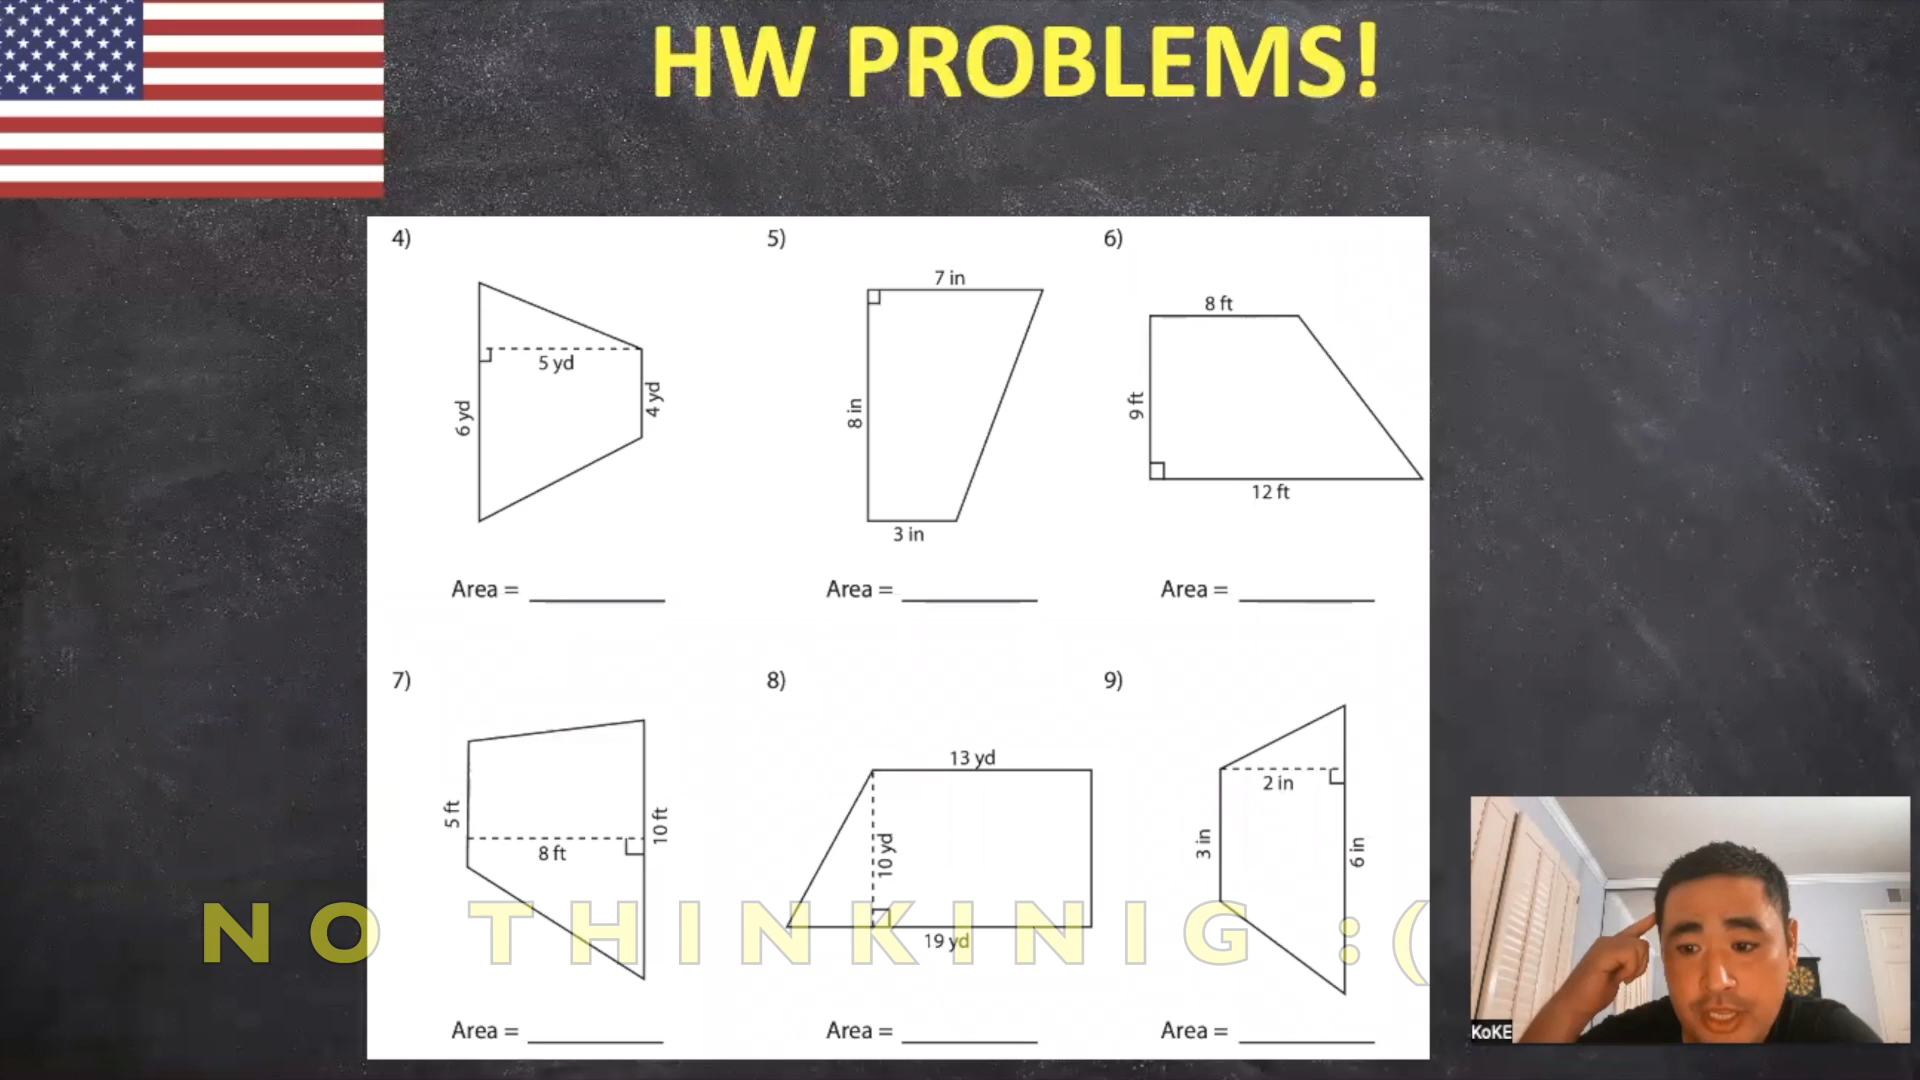 HW PROBLEMS!
4)
5)
6)
7 in
8 ft
5 yd
6 yd
4 yd
8 in
9 ft
12 ft
3 in
Area =
Area =
Area =
7)
8)
9)
13 yd
2 in
5 ft
10 ft
8 ft
10 yd
3 in
6 in
19 yd
NO THINKINIG :(
Area =
Area =
Area =
KoKE